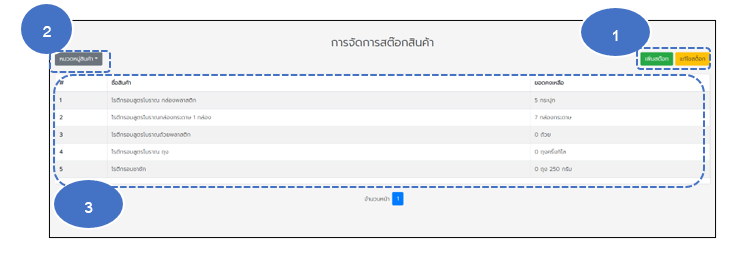 2
1
การจัดการสต๊อกสินค้า
หมวดหมู่สินค้า
เพิ่มสต๊อก แก้ไขสต๊อก
# ชื่อสินค้า ยอดคงเหลือ
1 โรตีกรอบสูตรโบราณ กล่องพลาสติก 5 กระปุก
2 โรตีกรอบสูตรโบราณกล่องกระดาษ 1 กล่อง 7 กล่องกระดาษ
3 โรตีกรอบสูตรโบราณถ้วยพลาสติก 0 ถ้วย
4 โรตีกรอบสูตรโบราณ ถุง 0 ถุงครึ่งกิโล
5 โรตีกรอบชาชัก 0 ถุง 250 กรัม
3
จำนวนหน้า 1